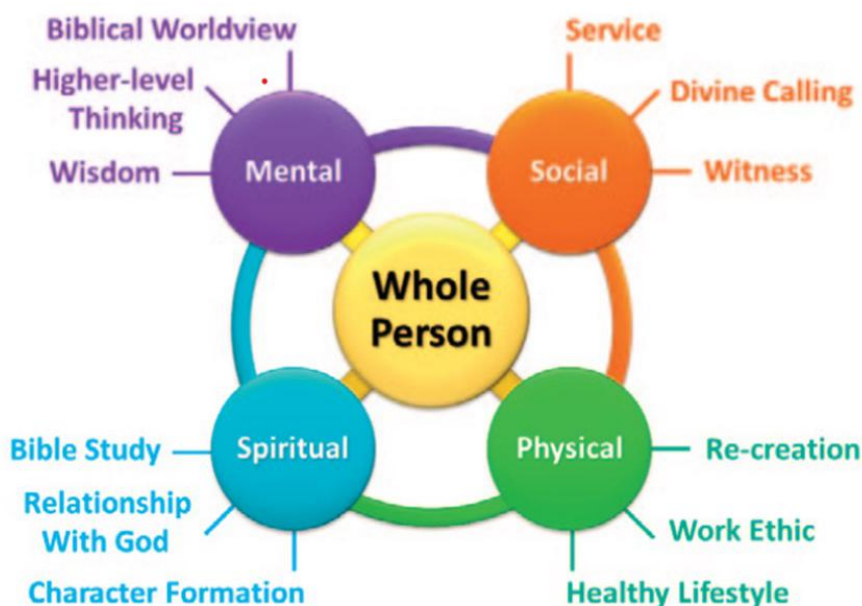 Biblical Worldview
Higher-level
Thinking
Wisdom
Mental
Service
Divine Calling
Witness
Social
Whole
Person
Bible Study
Relationship
With God
Character Formation
Spiritual
Physical
Re-creation
Work Ethic
Healthy Lifestyle